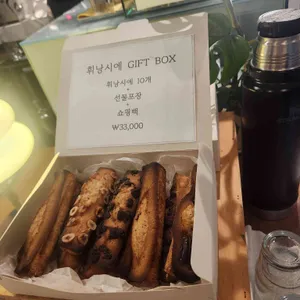 휘낭시에 GIFT BOX
휘낭시에 10개
+
선물포장
+
쇼핑백
₩33,000